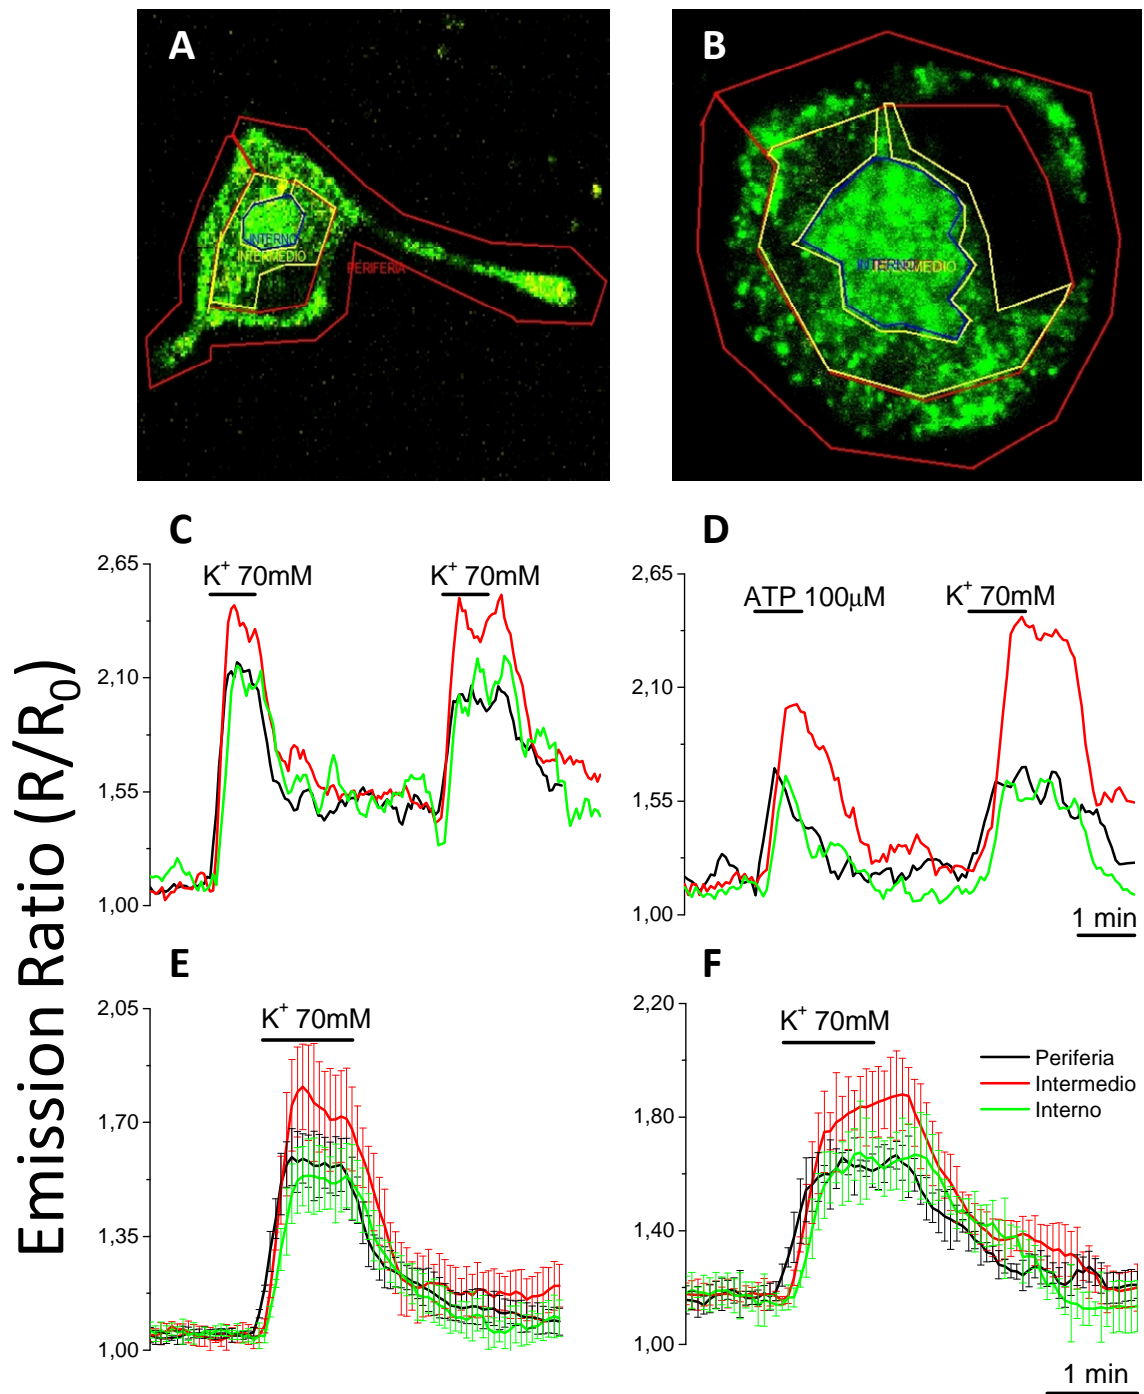 A
B
INTERNO
INTERMEDIO
PERIFERIA
INTERNO
MEDIO
Emission Ratio (R/R₀)
C
2,65
2,10
1,55
1,00
K⁺ 70mM
K⁺ 70mM
D
2,65
2,10
1,55
1,00
ATP 100µM
K⁺ 70mM
1 min
E
2,05
1,70
1,35
1,00
K⁺ 70mM
F
2,20
1,80
1,40
1,00
K⁺ 70mM
Periferia
Intermedio
Interno
1 min